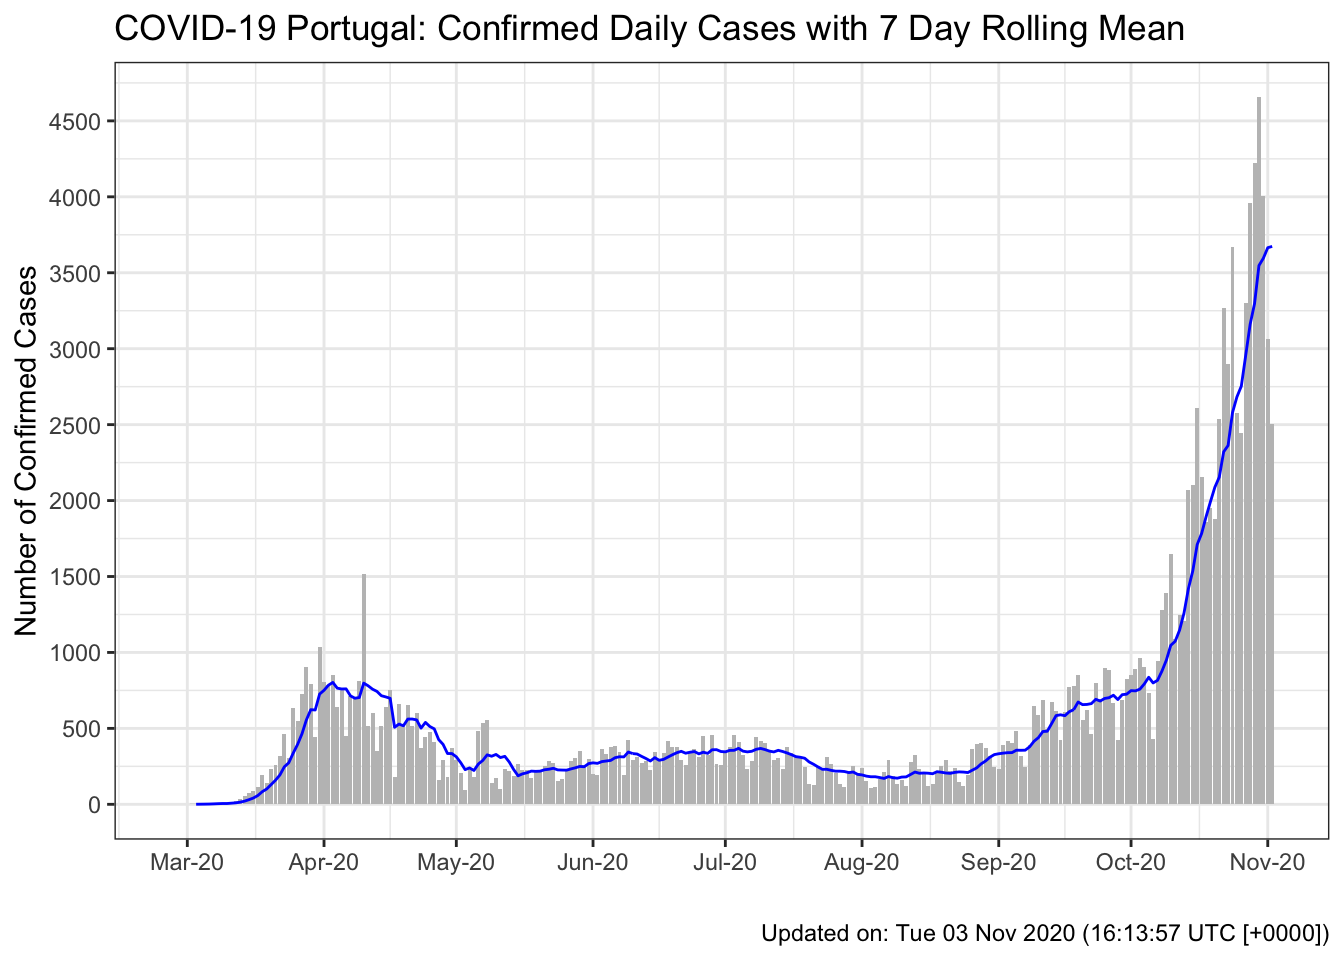 COVID-19 Portugal: Confirmed Daily Cases with 7 Day Rolling Mean
Number of Confirmed Cases
4500
4000
3500
3000
2500
2000
1500
1000
500
0
Mar-20 Apr-20 May-20 Jun-20 Jul-20 Aug-20 Sep-20 Oct-20 Nov-20
Updated on: Tue 03 Nov 2020 (16:13:57 UTC [+0000])